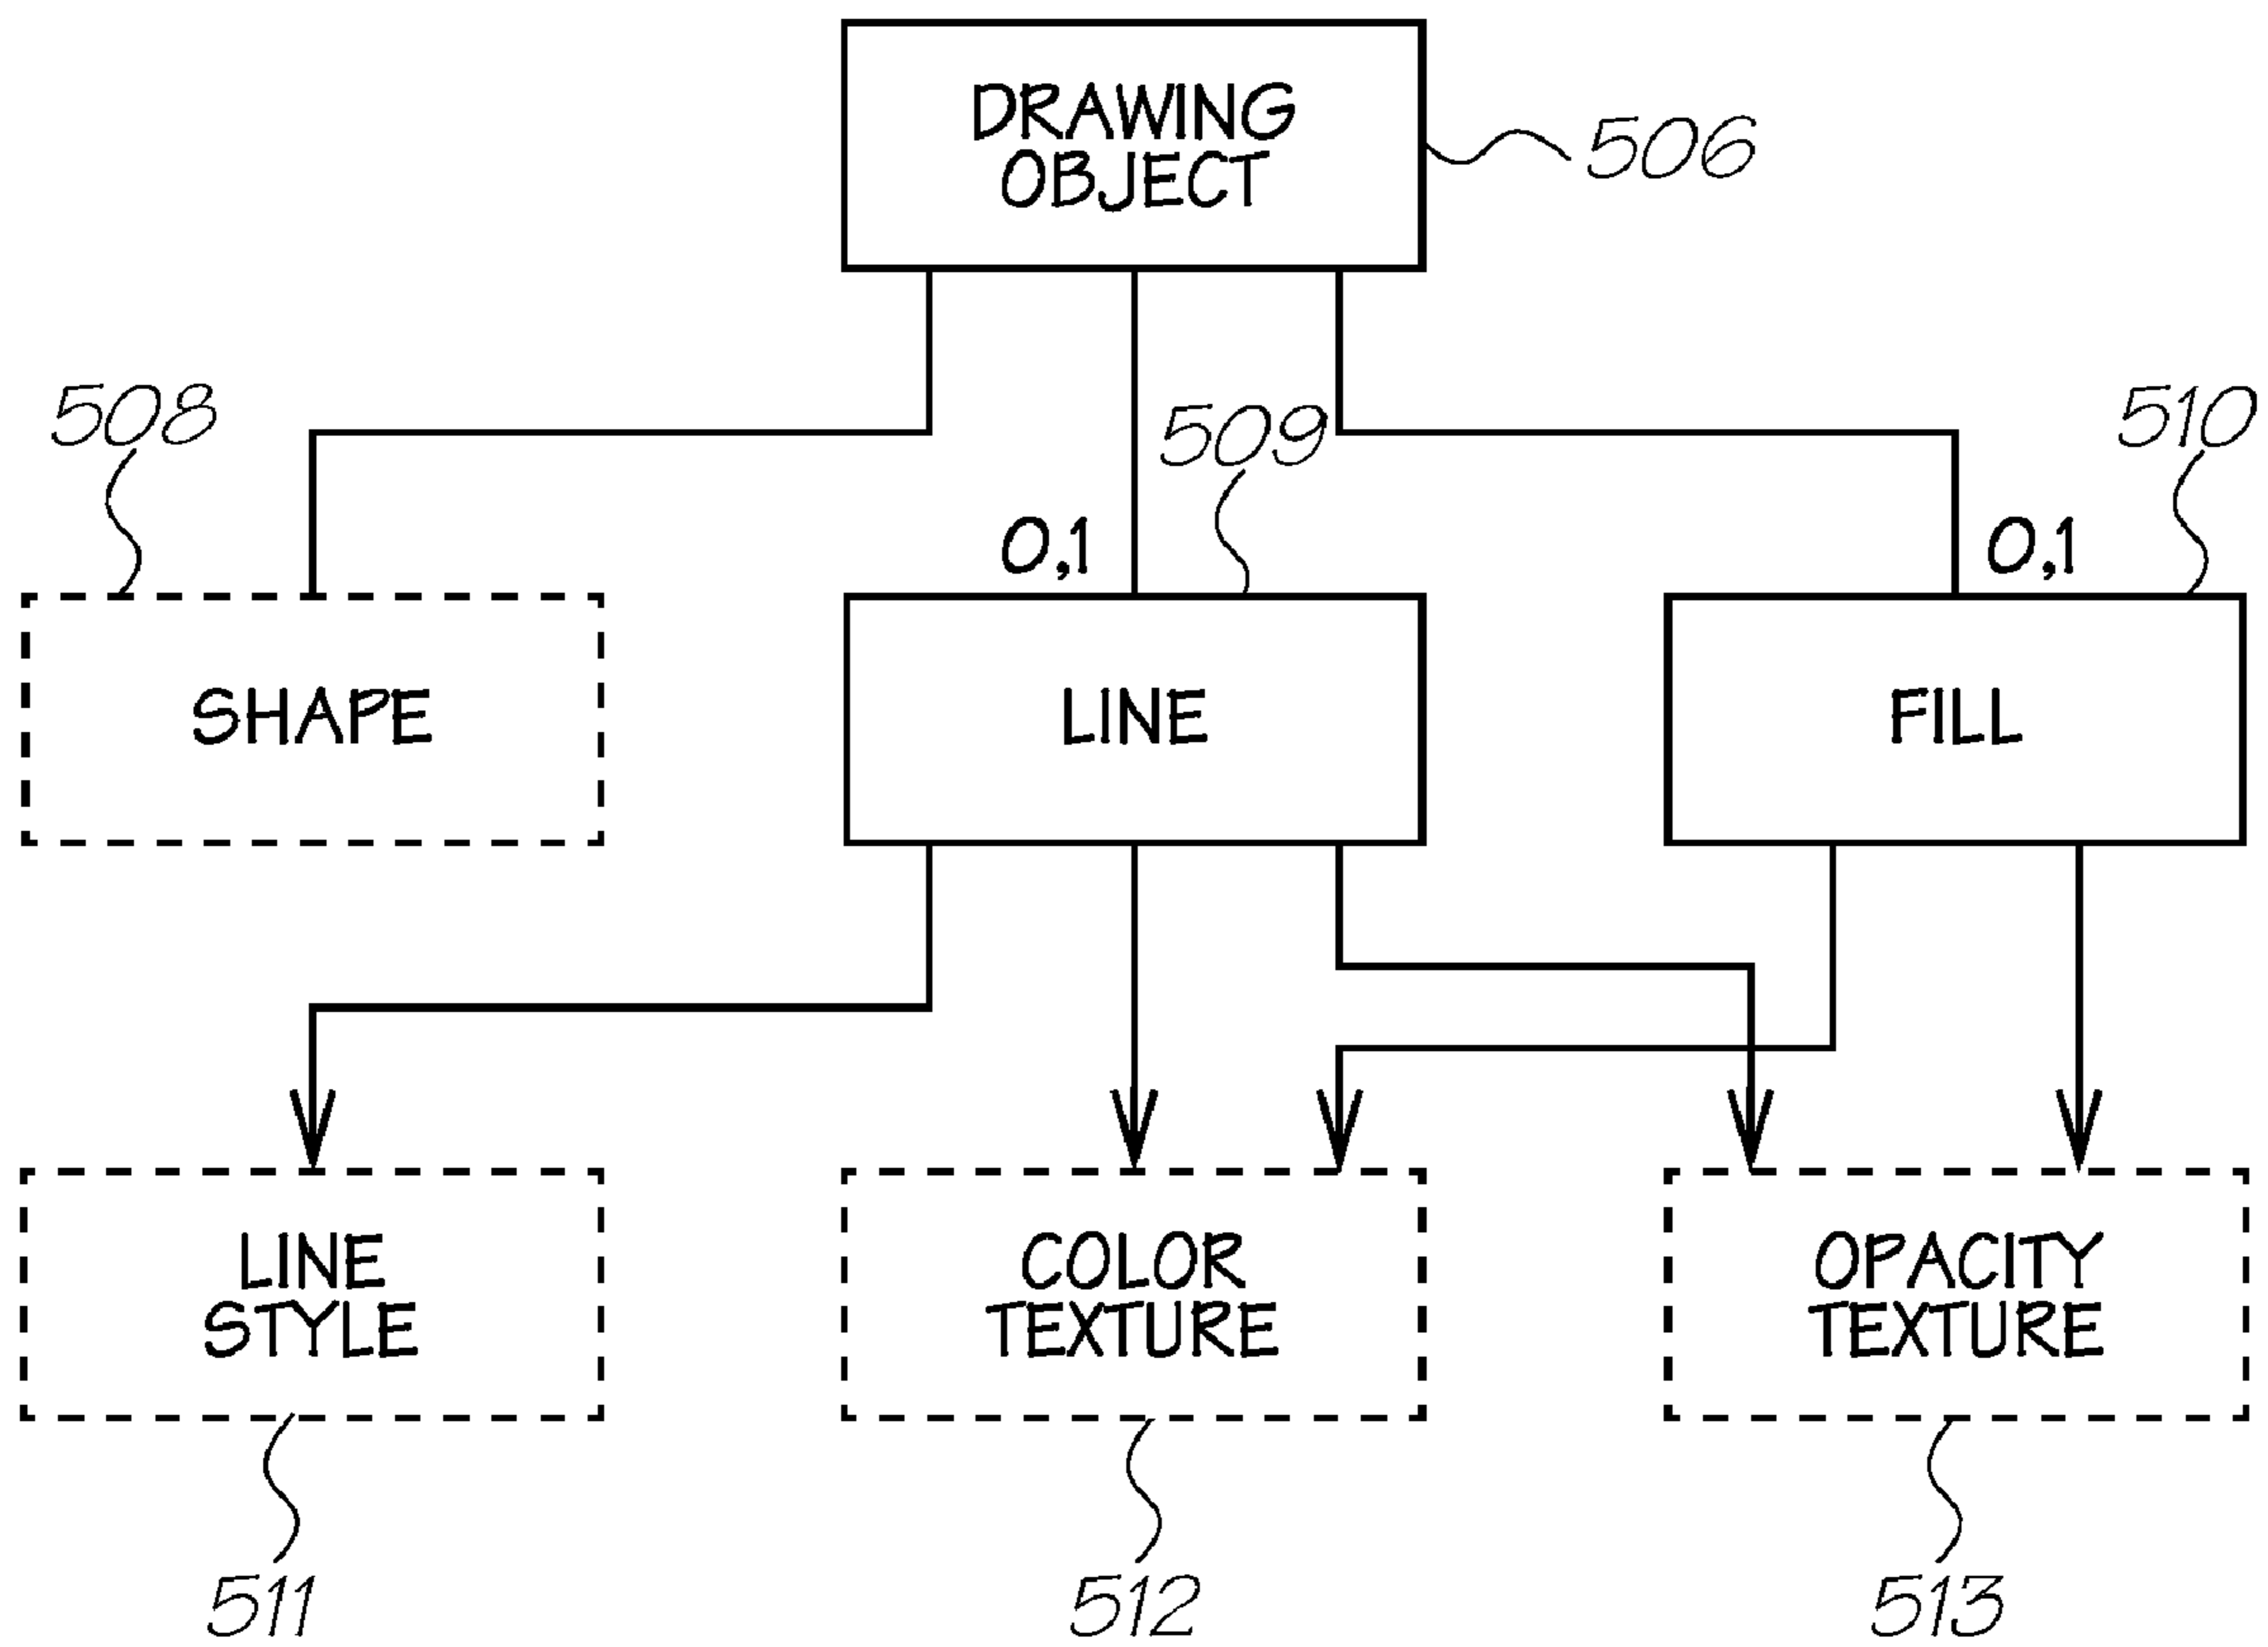 DRAWING
OBJECT
506
508
509
510
0,1
0,1
SHAPE
LINE
FILL
LINE
STYLE
COLOR
TEXTURE
OPACITY
TEXTURE
511
512
513